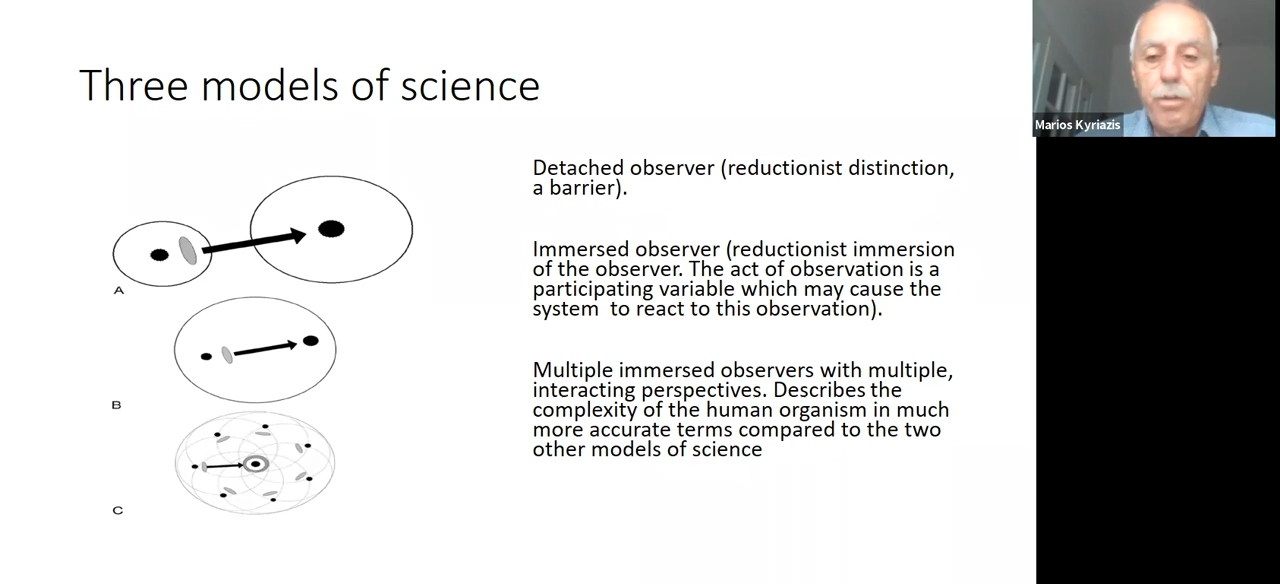 Three models of science
Marios Kyriazis
Detached observer (reductionist distinction,
a barrier).
Immersed observer (reductionist immersion
of the observer. The act of observation is a
participating variable which may cause the
system  to react to this observation).
Multiple immersed observers with multiple,
interacting perspectives. Describes the
complexity of the human organism in much
more accurate terms compared to the two
other models of science
A
B
C